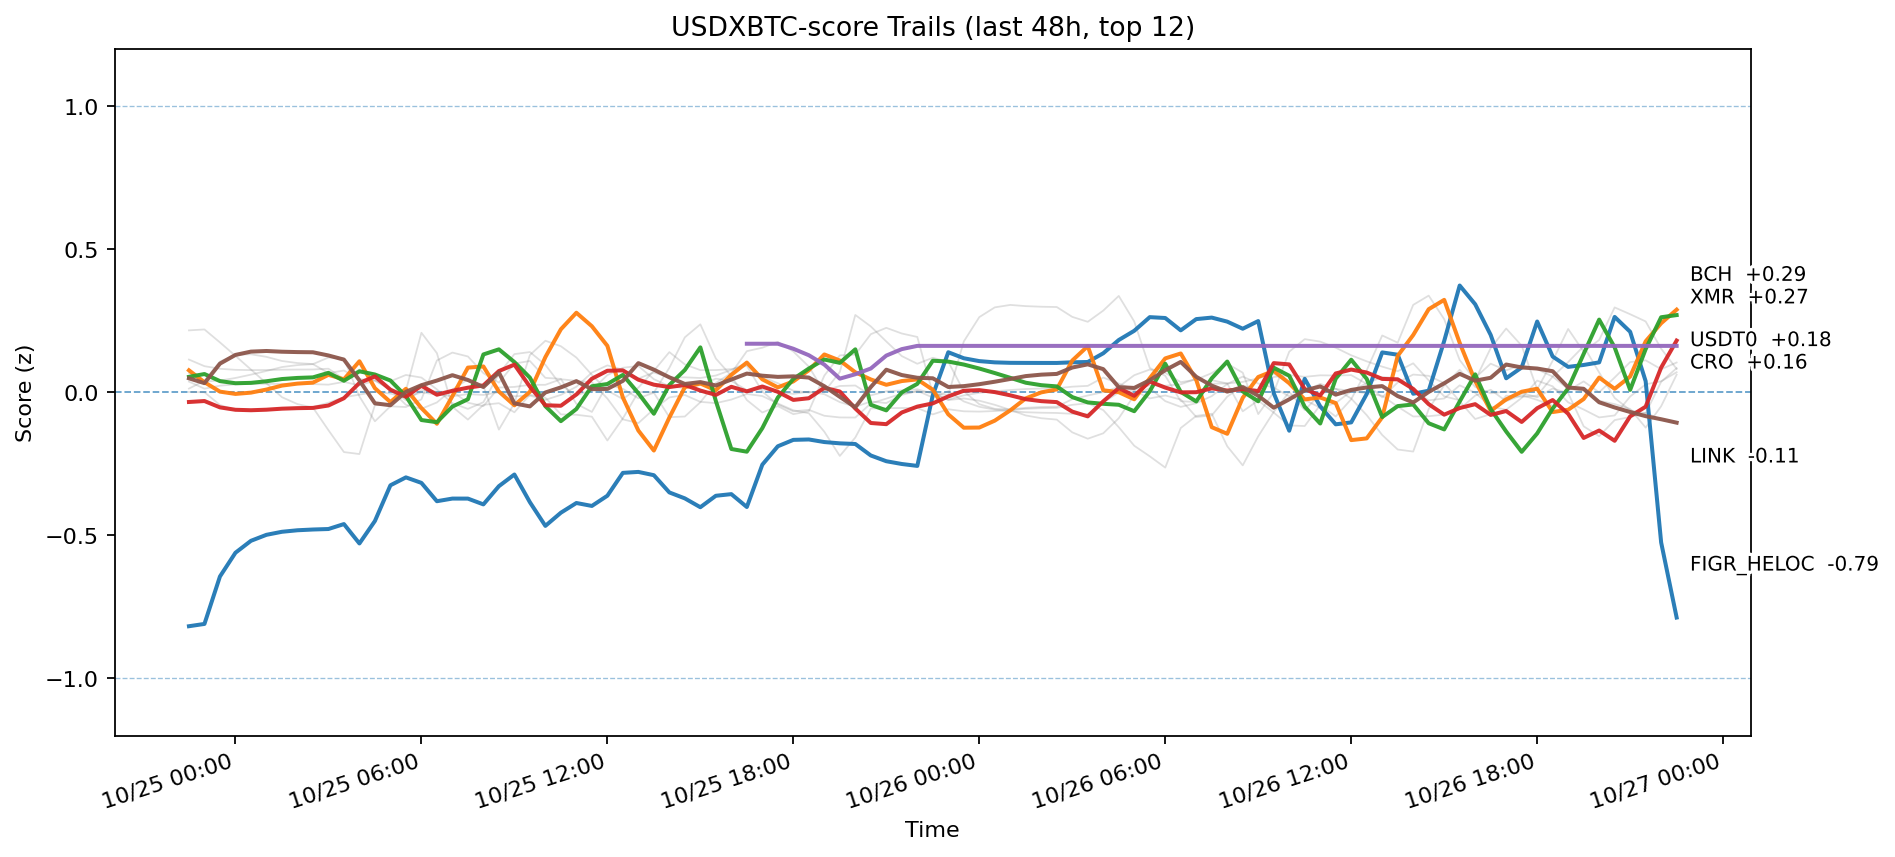 USDXBTC-score Trails (last 48h, top 12)
Score (z)
1.0
0.5
0.0
−0.5
−1.0
BCH +0.29
XMR +0.27
USDT0 +0.18
CRO +0.16
LINK -0.11
FIGR_HELOC -0.79
10/25 00:00
10/25 06:00
10/25 12:00
10/25 18:00
10/26 00:00
10/26 06:00
10/26 12:00
10/26 18:00
10/27 00:00
Time